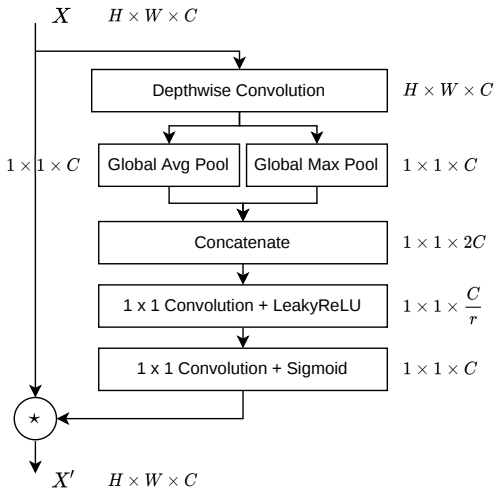 X H × W × C
Depthwise Convolution H × W × C
1 × 1 × C Global Avg Pool Global Max Pool 1 × 1 × C
Concatenate 1 × 1 × 2C
1 x 1 Convolution + LeakyReLU 1 × 1 × C/r
1 x 1 Convolution + Sigmoid 1 × 1 × C
⋆
X′ H × W × C